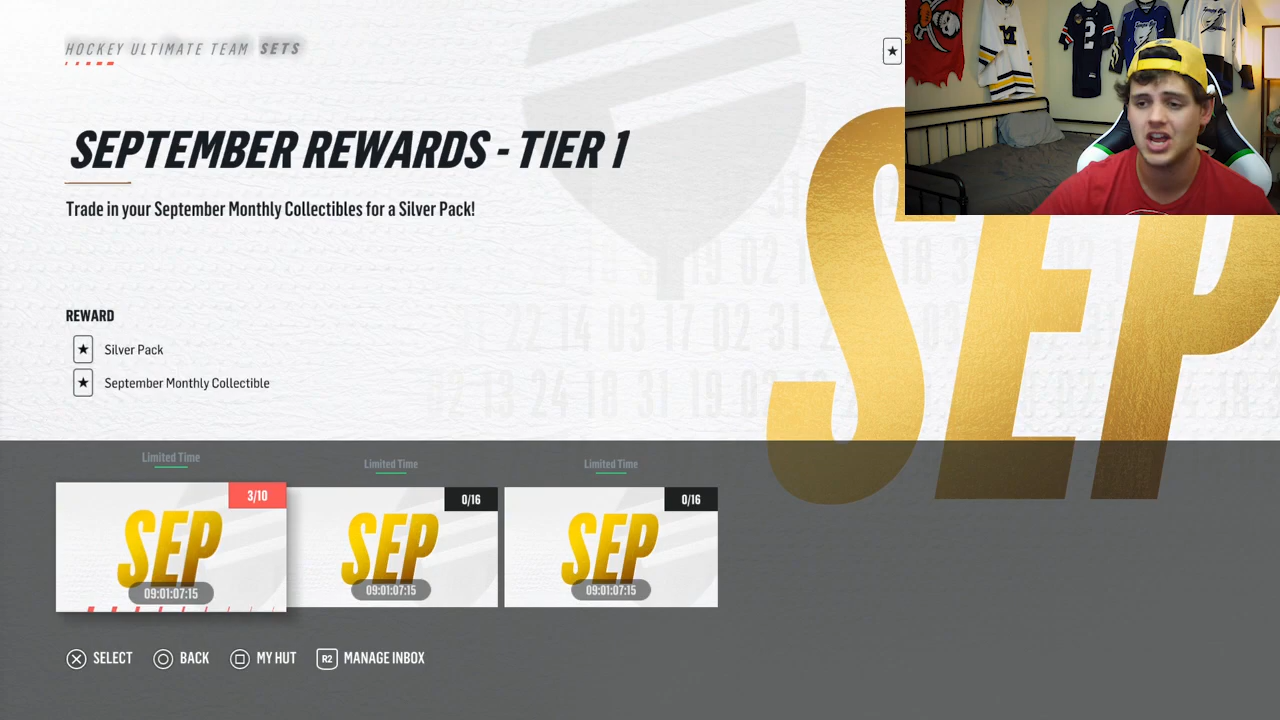 HOCKEY ULTIMATE TEAM SETS
SEPTEMBER REWARDS - TIER 1
Trade in your September Monthly Collectibles for a Silver Pack!
REWARD
Silver Pack
September Monthly Collectible
SEP
Limited Time
Limited Time
Limited Time
3/10
0/16
0/16
SEP
SEP
SEP
09:01:07:15
09:01:07:15
09:01:07:15
SELECT
BACK
MY HUT
R2 MANAGE INBOX
M
2